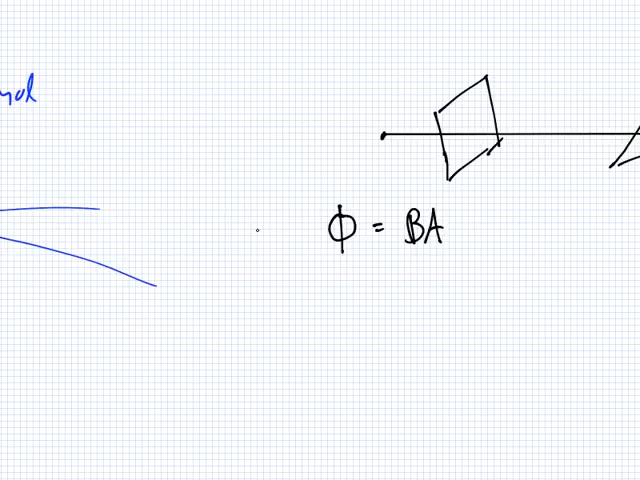 ɸ = BA